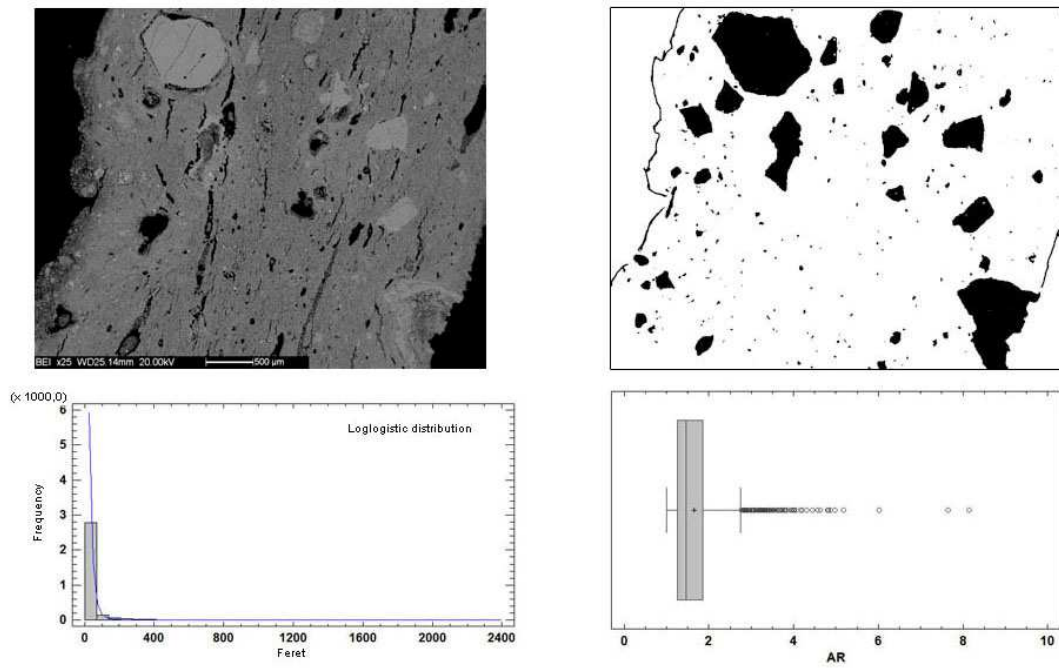 BEI x25 WD25.14mm 20.00kV 500 µm
(x 1000,0)
6
5
4
3
2
1
0
Frequency
Loglogistic distribution
0 400 800 1200 1600 2000 2400
Feret
0 2 4 6 8 10
AR